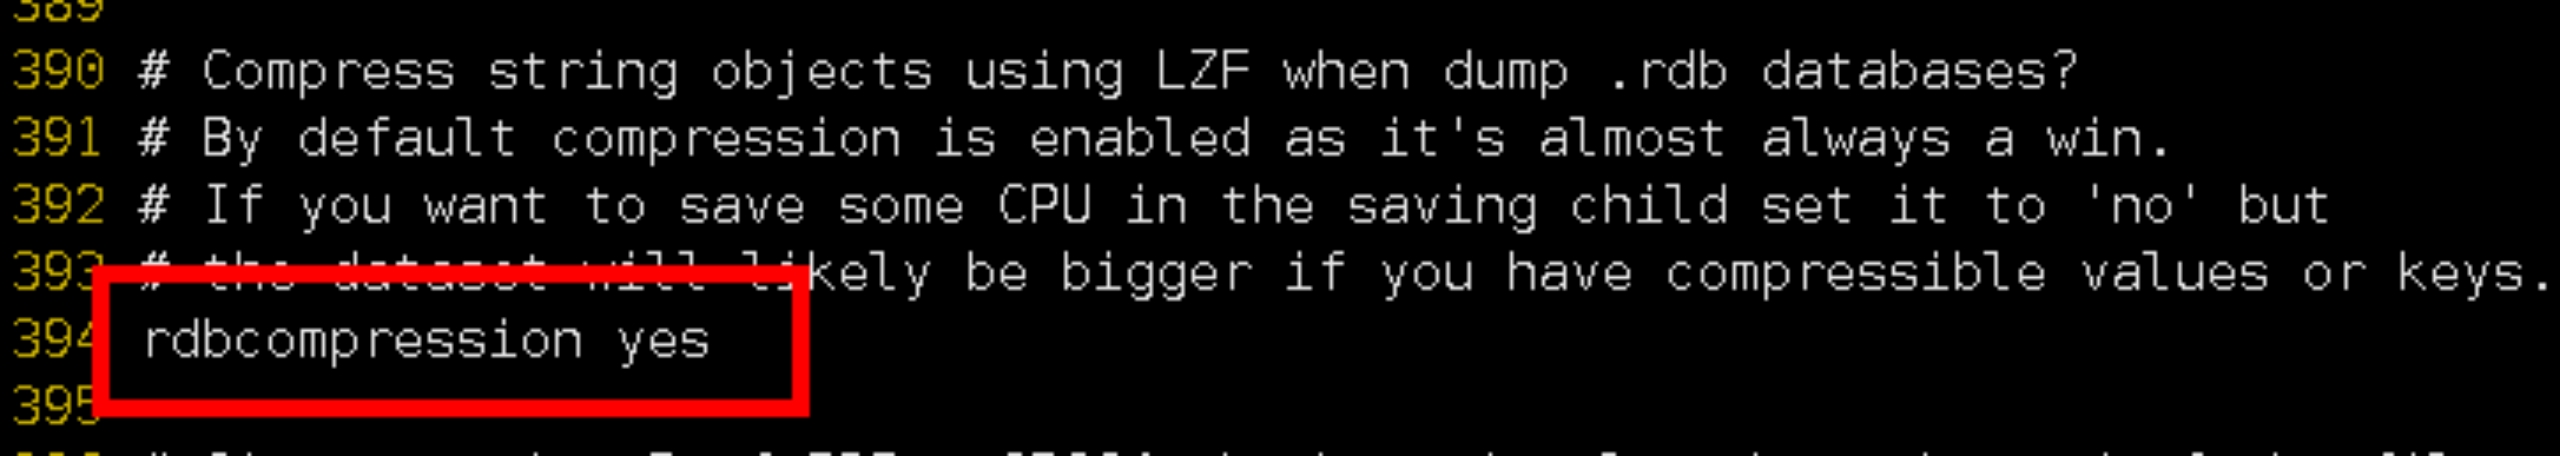 389
390 # Compress string objects using LZF when dump .rdb databases?
391 # By default compression is enabled as it's almost always a win.
392 # If you want to save some CPU in the saving child set it to 'no' but
393 # the dataset will likely be bigger if you have compressible values or keys.
394 rdbcompression yes
395